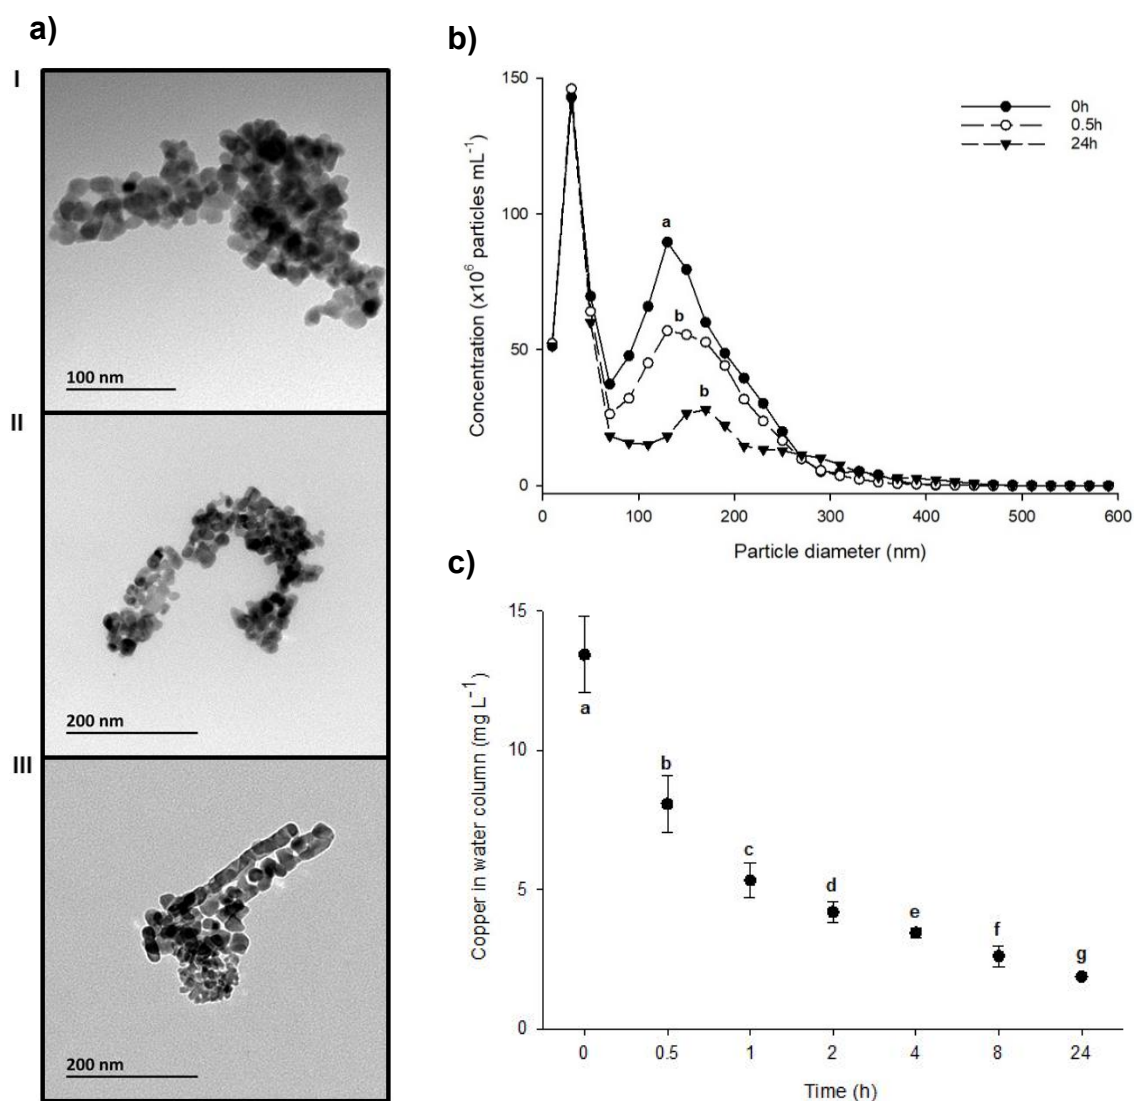 a)
I
100 nm
II
200 nm
III
200 nm
b)
150
100
50
0
0 100 200 300 400 500 600
Concentration (x10⁶ particles mL⁻¹)
Particle diameter (nm)
0h
0.5h
24h
a
b
b
c)
15
10
5
0
0 0.5 1 2 4 8 24
Copper in water column (mg L⁻¹)
Time (h)
a
b
c
d
e
f
g